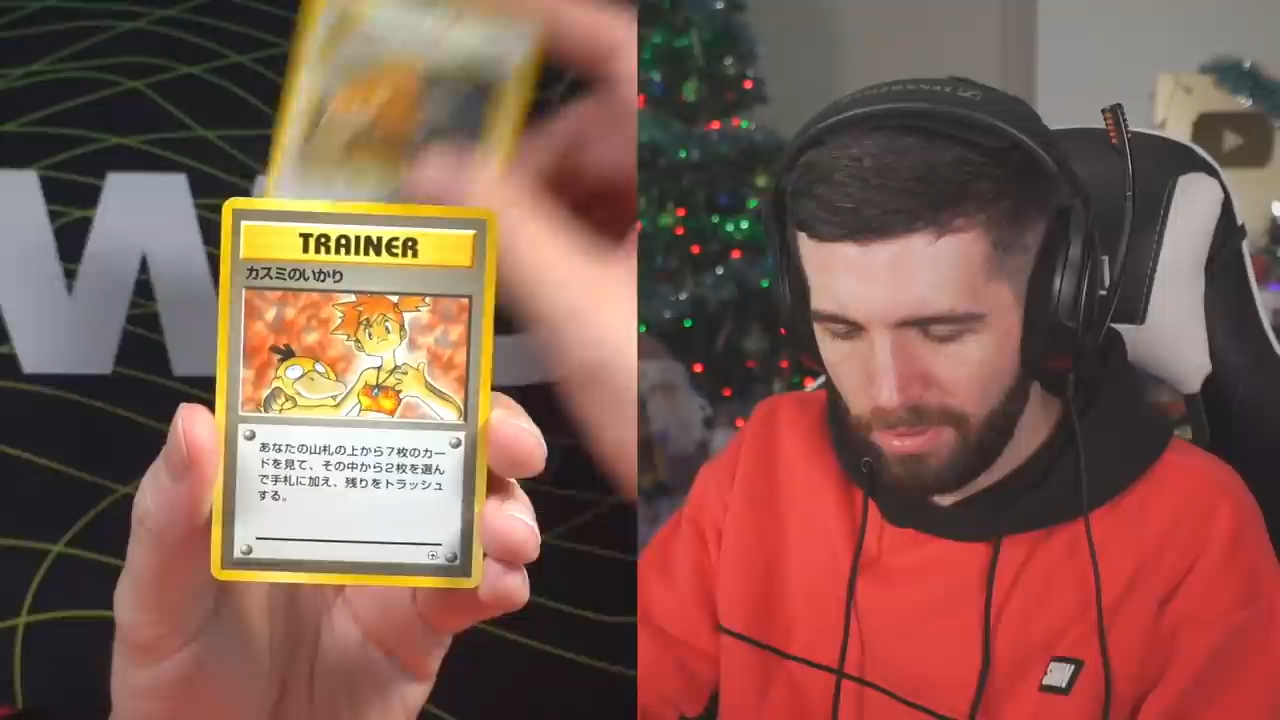 W
TRAINER
カスミのいかり
あなたの山札の上から7枚のカー
ドを見て、その中から2枚を選ん
で手札に加え、残りをトラッシュ
する。